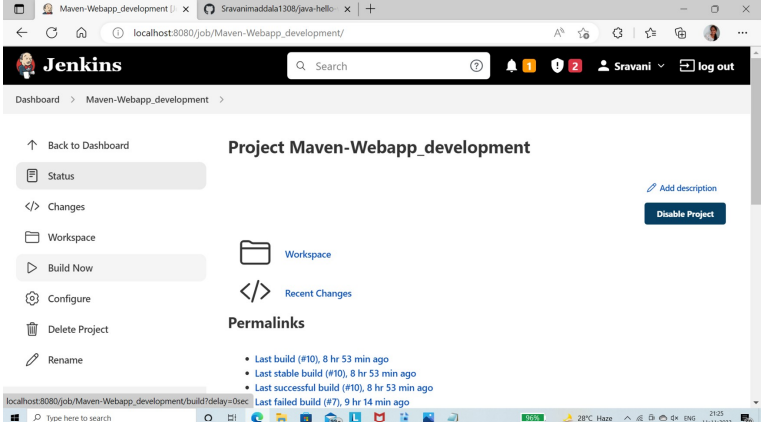 Maven-Webapp_development [J
Sravanimaddala1308/java-hello-
localhost:8080/job/Maven-Webapp_development/
Jenkins
Search
1
2
Sravani
log out
Dashboard > Maven-Webapp_development >
Back to Dashboard
Status
Changes
Workspace
Build Now
Configure
Delete Project
Rename
Project Maven-Webapp_development
Add description
Disable Project
Workspace
Recent Changes
Permalinks
Last build (#10), 8 hr 53 min ago
Last stable build (#10), 8 hr 53 min ago
Last successful build (#10), 8 hr 53 min ago
Last failed build (#7), 9 hr 14 min ago
localhost:8080/job/Maven-Webapp_development/build?delay=0sec
Type here to search
96%
28°C Haze
ENG
21:25